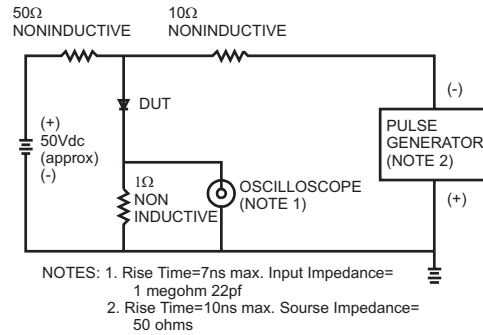 50Ω
NONINDUCTIVE
10Ω
NONINDUCTIVE
DUT
(+)
50Vdc
(approx)
(-)
1Ω
NON
INDUCTIVE
OSCILLOSCOPE
(NOTE 1)
(-)
PULSE
GENERATOR
(NOTE 2)
(+)
NOTES: 1. Rise Time=7ns max. Input Impedance=
1 megohm 22pf
2. Rise Time=10ns max. Sourse Impedance=
50 ohms